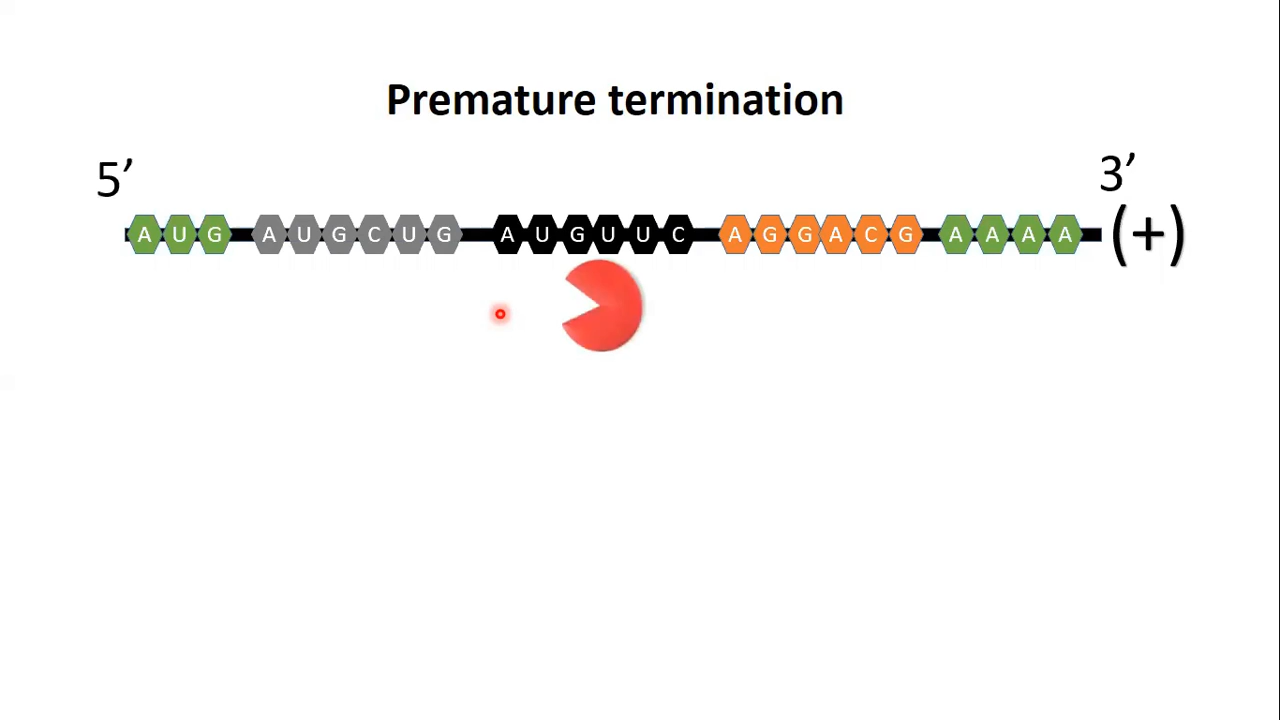 Premature termination
5’ 3’
A U G A U G C U G A U G U U C A G G A C G A A A A (+)